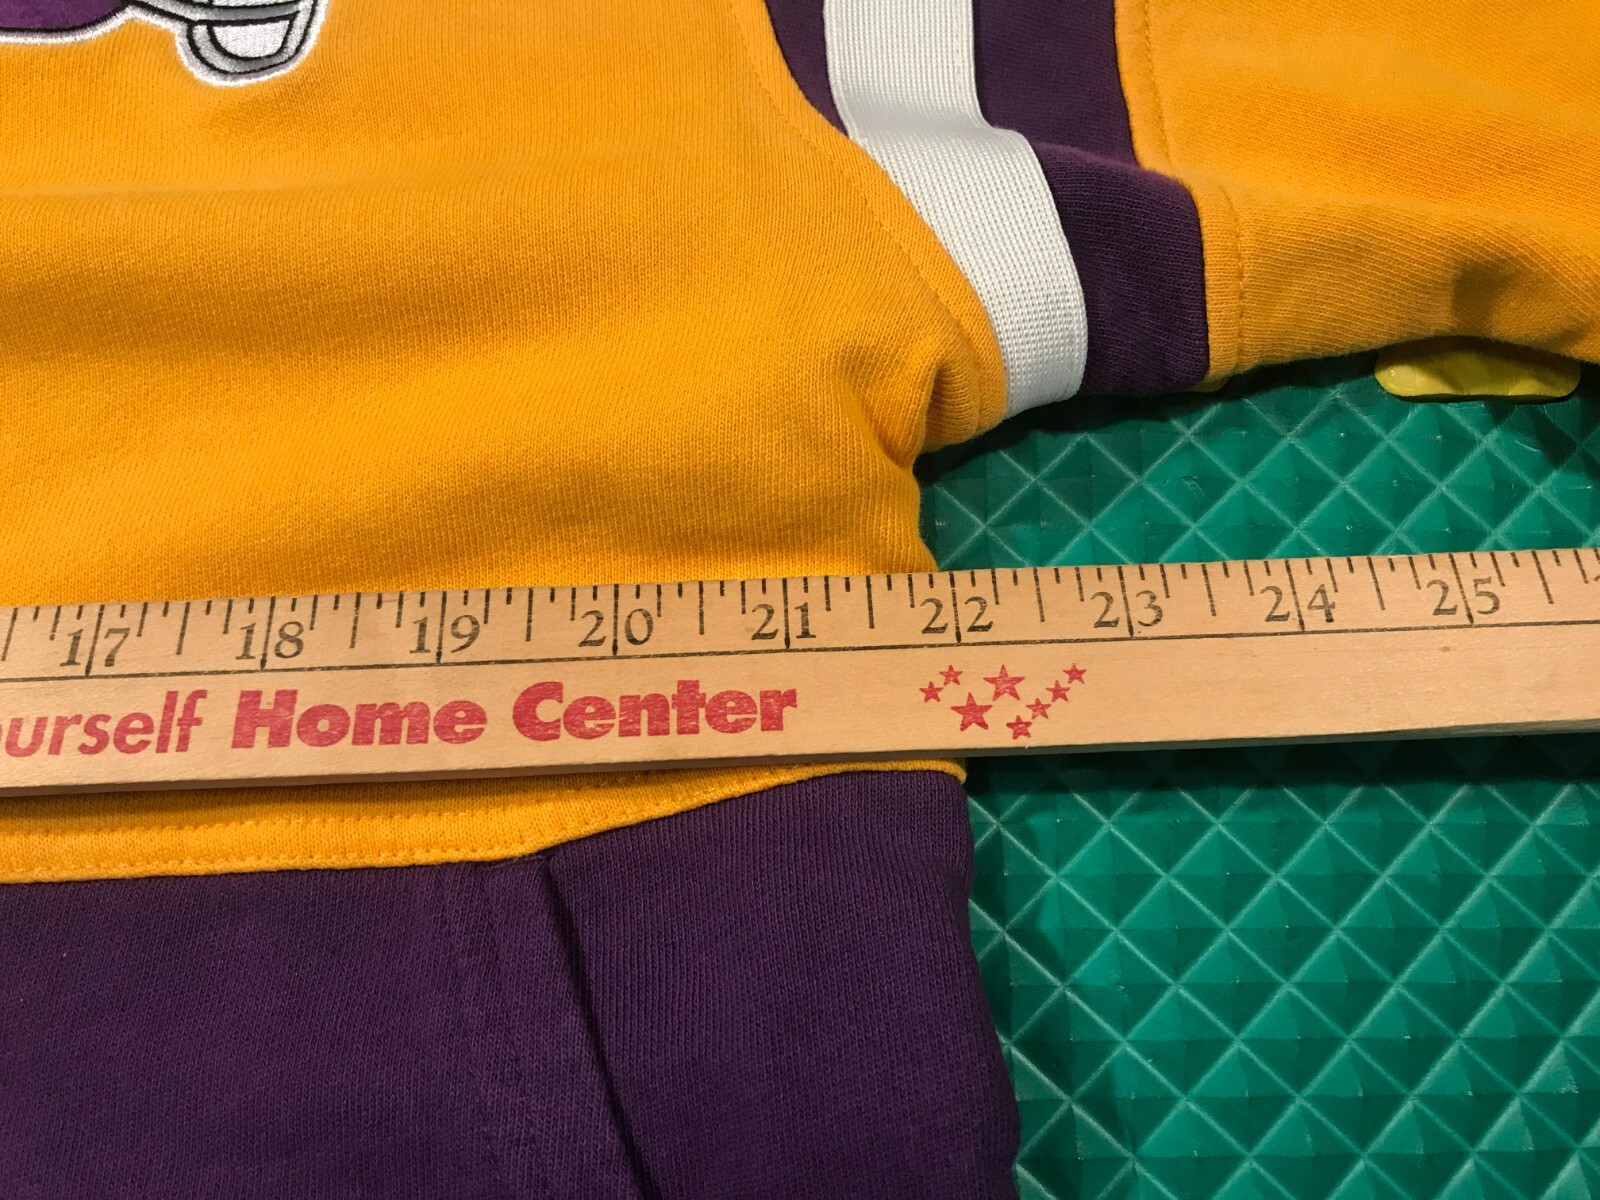 17 18 19 20 21 22 23 24 25
ourself Home Center